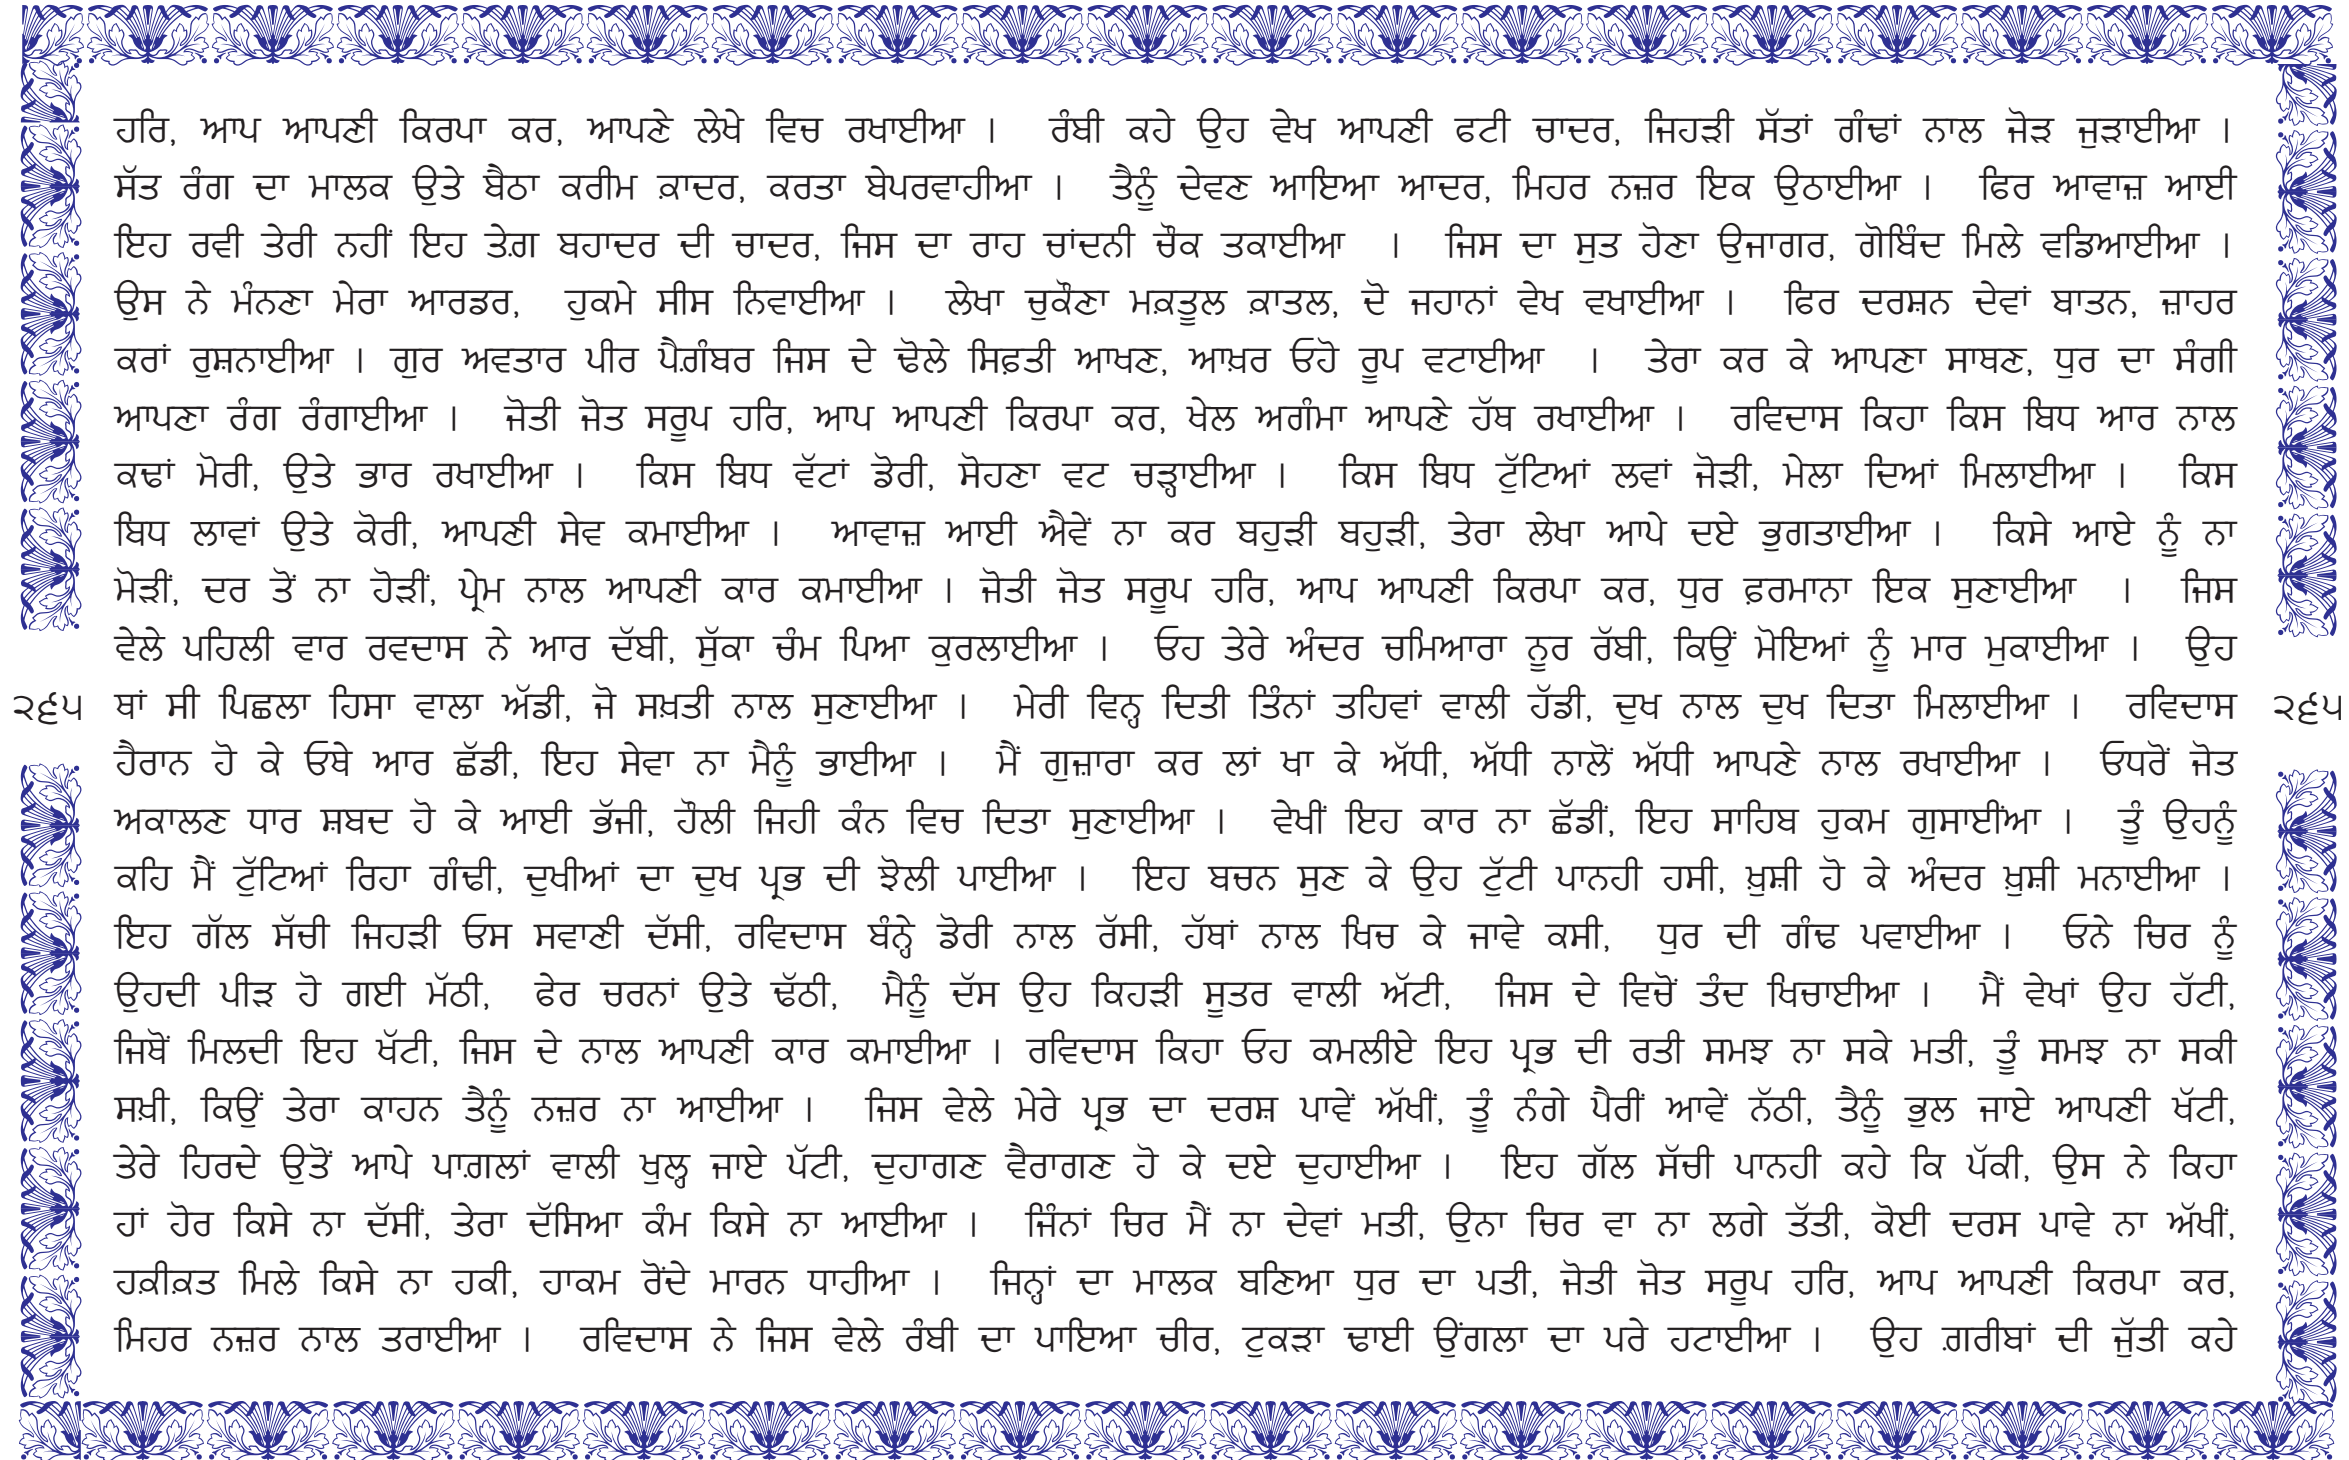 ਹਰਿ, ਆਪ ਆਪਣੀ ਕਿਰਪਾ ਕਰ, ਆਪਣੇ ਲੇਖੇ ਵਿਚ ਰਖਾਈਆ । ਰੰਬੀ ਕਹੇ ਉਹ ਵੇਖ ਆਪਣੀ ਫਟੀ ਚਾਦਰ, ਜਿਹੜੀ ਸੱਤਾਂ ਗੰਢਾਂ ਨਾਲ ਜੋੜ ਜੁੜਾਈਆ ।
ਸੱਤ ਰੰਗ ਦਾ ਮਾਲਕ ਉਤੇ ਬੈਠਾ ਕਰੀਮ ਕ਼ਾਦਰ, ਕਰਤਾ ਬੇਪਰਵਾਹੀਆ । ਤੈਨੂੰ ਦੇਵਣ ਆਇਆ ਆਦਰ, ਮਿਹਰ ਨਜ਼ਰ ਇਕ ਉਠਾਈਆ । ਫਿਰ ਆਵਾਜ਼ ਆਈ
ਇਹ ਰਵੀ ਤੇਰੀ ਨਹੀਂ ਇਹ ਤੇਗ਼ ਬਹਾਦਰ ਦੀ ਚਾਦਰ, ਜਿਸ ਦਾ ਰਾਹ ਚਾਂਦਨੀ ਚੌਕ ਤਕਾਈਆ । ਜਿਸ ਦਾ ਸੁਤ ਹੋਣਾ ਉਜਾਗਰ, ਗੋਬਿੰਦ ਮਿਲੇ ਵਡਿਆਈਆ ।
ਉਸ ਨੇ ਮੰਨਣਾ ਮੇਰਾ ਆਰਡਰ, ਹੁਕਮੇ ਸੀਸ ਨਿਵਾਈਆ । ਲੇਖਾ ਚੁਕੌਣਾ ਮਕ਼ਤੂਲ ਕ਼ਾਤਲ, ਦੋ ਜਹਾਨਾਂ ਵੇਖ ਵਖਾਈਆ । ਫਿਰ ਦਰਸ਼ਨ ਦੇਵਾਂ ਬਾਤਨ, ਜ਼ਾਹਰ
ਕਰਾਂ ਰੁਸ਼ਨਾਈਆ । ਗੁਰ ਅਵਤਾਰ ਪੀਰ ਪੈਗ਼ੰਬਰ ਜਿਸ ਦੇ ਢੋਲੇ ਸਿਫ਼ਤੀ ਆਖਣ, ਆਖ਼ਰ ਓਹੋ ਰੂਪ ਵਟਾਈਆ । ਤੇਰਾ ਕਰ ਕੇ ਆਪਣਾ ਸਾਥਣ, ਧੁਰ ਦਾ ਸੰਗੀ
ਆਪਣਾ ਰੰਗ ਰੰਗਾਈਆ । ਜੋਤੀ ਜੋਤ ਸਰੂਪ ਹਰਿ, ਆਪ ਆਪਣੀ ਕਿਰਪਾ ਕਰ, ਖੇਲ ਅਗੰਮਾ ਆਪਣੇ ਹੱਥ ਰਖਾਈਆ । ਰਵਿਦਾਸ ਕਿਹਾ ਕਿਸ ਬਿਧ ਆਰ ਨਾਲ
ਕਢਾਂ ਮੋਰੀ, ਉਤੇ ਭਾਰ ਰਖਾਈਆ । ਕਿਸ ਬਿਧ ਵੱਟਾਂ ਡੋਰੀ, ਸੋਹਣਾ ਵਟ ਚੜ੍ਹਾਈਆ । ਕਿਸ ਬਿਧ ਟੁੱਟਿਆਂ ਲਵਾਂ ਜੋੜੀ, ਮੇਲਾ ਦਿਆਂ ਮਿਲਾਈਆ । ਕਿਸ
ਬਿਧ ਲਾਵਾਂ ਉਤੇ ਕੋਰੀ, ਆਪਣੀ ਸੇਵ ਕਮਾਈਆ । ਆਵਾਜ਼ ਆਈ ਐਵੇਂ ਨਾ ਕਰ ਬਹੁੜੀ ਬਹੁੜੀ, ਤੇਰਾ ਲੇਖਾ ਆਪੇ ਦਏ ਭੁਗਤਾਈਆ । ਕਿਸੇ ਆਏ ਨੂੰ ਨਾ
ਮੋੜੀਂ, ਦਰ ਤੋਂ ਨਾ ਹੋੜੀਂ, ਪ੍ਰੇਮ ਨਾਲ ਆਪਣੀ ਕਾਰ ਕਮਾਈਆ । ਜੋਤੀ ਜੋਤ ਸਰੂਪ ਹਰਿ, ਆਪ ਆਪਣੀ ਕਿਰਪਾ ਕਰ, ਧੁਰ ਫ਼ਰਮਾਨਾ ਇਕ ਸੁਣਾਈਆ । ਜਿਸ
ਵੇਲੇ ਪਹਿਲੀ ਵਾਰ ਰਵਦਾਸ ਨੇ ਆਰ ਦੱਬੀ, ਸੁੱਕਾ ਚੰਮ ਪਿਆ ਕੁਰਲਾਈਆ । ਓਹ ਤੇਰੇ ਅੰਦਰ ਚਮਿਆਰਾ ਨੂਰ ਰੱਬੀ, ਕਿਉਂ ਮੋਇਆਂ ਨੂੰ ਮਾਰ ਮੁਕਾਈਆ । ਉਹ
੨੯੫ ਥਾਂ ਸੀ ਪਿਛਲਾ ਹਿਸਾ ਵਾਲਾ ਅੱਡੀ, ਜੋ ਸਖ਼ਤੀ ਨਾਲ ਸੁਣਾਈਆ । ਮੇਰੀ ਵਿਨ੍ਹ ਦਿਤੀ ਤਿੰਨਾਂ ਤਹਿਵਾਂ ਵਾਲੀ ਹੱਡੀ, ਦੁਖ ਨਾਲ ਦੁਖ ਦਿਤਾ ਮਿਲਾਈਆ । ਰਵਿਦਾਸ ੨੯੫
ਹੈਰਾਨ ਹੋ ਕੇ ਓਥੇ ਆਰ ਛੱਡੀ, ਇਹ ਸੇਵਾ ਨਾ ਮੈਨੂੰ ਭਾਈਆ । ਮੈਂ ਗੁਜ਼ਾਰਾ ਕਰ ਲਾਂ ਖਾ ਕੇ ਅੱਧੀ, ਅੱਧੀ ਨਾਲੋਂ ਅੱਧੀ ਆਪਣੇ ਨਾਲ ਰਖਾਈਆ । ਓਧਰੋਂ ਜੋਤ
ਅਕਾਲਣ ਧਾਰ ਸ਼ਬਦ ਹੋ ਕੇ ਆਈ ਭੱਜੀ, ਹੌਲੀ ਜਿਹੀ ਕੰਨ ਵਿਚ ਦਿਤਾ ਸੁਣਾਈਆ । ਵੇਖੀਂ ਇਹ ਕਾਰ ਨਾ ਛੱਡੀਂ, ਇਹ ਸਾਹਿਬ ਹੁਕਮ ਗੁਸਾਈਂਆ । ਤੂੰ ਉਹਨੂੰ
ਕਹਿ ਮੈਂ ਟੁੱਟਿਆਂ ਰਿਹਾ ਗੰਢੀ, ਦੁਖੀਆਂ ਦਾ ਦੁਖ ਪ੍ਰਭ ਦੀ ਝੋਲੀ ਪਾਈਆ । ਇਹ ਬਚਨ ਸੁਣ ਕੇ ਉਹ ਟੁੱਟੀ ਪਾਨਹੀ ਹਸੀ, ਖ਼ੁਸ਼ੀ ਹੋ ਕੇ ਅੰਦਰ ਖ਼ੁਸ਼ੀ ਮਨਾਈਆ ।
ਇਹ ਗੱਲ ਸੱਚੀ ਜਿਹੜੀ ਓਸ ਸਵਾਣੀ ਦੱਸੀ, ਰਵਿਦਾਸ ਬੰਨ੍ਹੇ ਡੋਰੀ ਨਾਲ ਰੱਸੀ, ਹੱਥਾਂ ਨਾਲ ਖਿਚ ਕੇ ਜਾਵੇ ਕਸੀ, ਧੁਰ ਦੀ ਗੰਢ ਪਵਾਈਆ । ਓਨੇ ਚਿਰ ਨੂੰ
ਉਹਦੀ ਪੀੜ ਹੋ ਗਈ ਮੱਠੀ, ਫੇਰ ਚਰਨਾਂ ਉਤੇ ਢੱਠੀ, ਮੈਨੂੰ ਦੱਸ ਉਹ ਕਿਹੜੀ ਸੂਤਰ ਵਾਲੀ ਅੱਟੀ, ਜਿਸ ਦੇ ਵਿਚੋਂ ਤੰਦ ਖਿਚਾਈਆ । ਮੈਂ ਵੇਖਾਂ ਉਹ ਹੱਟੀ,
ਜਿਥੋਂ ਮਿਲਦੀ ਇਹ ਖੱਟੀ, ਜਿਸ ਦੇ ਨਾਲ ਆਪਣੀ ਕਾਰ ਕਮਾਈਆ । ਰਵਿਦਾਸ ਕਿਹਾ ਓਹ ਕਮਲੀਏ ਇਹ ਪ੍ਰਭ ਦੀ ਰਤੀ ਸਮਝ ਨਾ ਸਕੇ ਮਤੀ, ਤੂੰ ਸਮਝ ਨਾ ਸਕੀ
ਸਖ਼ੀ, ਕਿਉਂ ਤੇਰਾ ਕਾਹਨ ਤੈਨੂੰ ਨਜ਼ਰ ਨਾ ਆਈਆ । ਜਿਸ ਵੇਲੇ ਮੇਰੇ ਪ੍ਰਭ ਦਾ ਦਰਸ਼ ਪਾਵੇਂ ਅੱਖੀਂ, ਤੂੰ ਨੰਗੇ ਪੈਰੀਂ ਆਵੇਂ ਨੱਠੀ, ਤੈਨੂੰ ਭੁਲ ਜਾਏ ਆਪਣੀ ਖੱਟੀ,
ਤੇਰੇ ਹਿਰਦੇ ਉਤੋਂ ਆਪੇ ਪਾਗ਼ਲਾਂ ਵਾਲੀ ਖੁਲ੍ਹ ਜਾਏ ਪੱਟੀ, ਦੁਹਾਗਣ ਵੈਰਾਗਣ ਹੋ ਕੇ ਦਏ ਦੁਹਾਈਆ । ਇਹ ਗੱਲ ਸੱਚੀ ਪਾਨਹੀ ਕਹੇ ਕਿ ਪੱਕੀ, ਉਸ ਨੇ ਕਿਹਾ
ਹਾਂ ਹੋਰ ਕਿਸੇ ਨਾ ਦੱਸੀਂ, ਤੇਰਾ ਦੱਸਿਆ ਕੰਮ ਕਿਸੇ ਨਾ ਆਈਆ । ਜਿੰਨਾਂ ਚਿਰ ਮੈਂ ਨਾ ਦੇਵਾਂ ਮਤੀ, ਉਨਾ ਚਿਰ ਵਾ ਨਾ ਲਗੇ ਤੱਤੀ, ਕੋਈ ਦਰਸ ਪਾਵੇ ਨਾ ਅੱਖੀਂ,
ਹਕ਼ੀਕ਼ਤ ਮਿਲੇ ਕਿਸੇ ਨਾ ਹਕੀ, ਹਾਕਮ ਰੋਂਦੇ ਮਾਰਨ ਧਾਹੀਆ । ਜਿਨ੍ਹਾਂ ਦਾ ਮਾਲਕ ਬਣਿਆ ਧੁਰ ਦਾ ਪਤੀ, ਜੋਤੀ ਜੋਤ ਸਰੂਪ ਹਰਿ, ਆਪ ਆਪਣੀ ਕਿਰਪਾ ਕਰ,
ਮਿਹਰ ਨਜ਼ਰ ਨਾਲ ਤਰਾਈਆ । ਰਵਿਦਾਸ ਨੇ ਜਿਸ ਵੇਲੇ ਰੰਬੀ ਦਾ ਪਾਇਆ ਚੀਰ, ਟੁਕੜਾ ਢਾਈ ਉਂਗਲਾ ਦਾ ਪਰੇ ਹਟਾਈਆ । ਉਹ ਗ਼ਰੀਬਾਂ ਦੀ ਜੁੱਤੀ ਕਹੇ